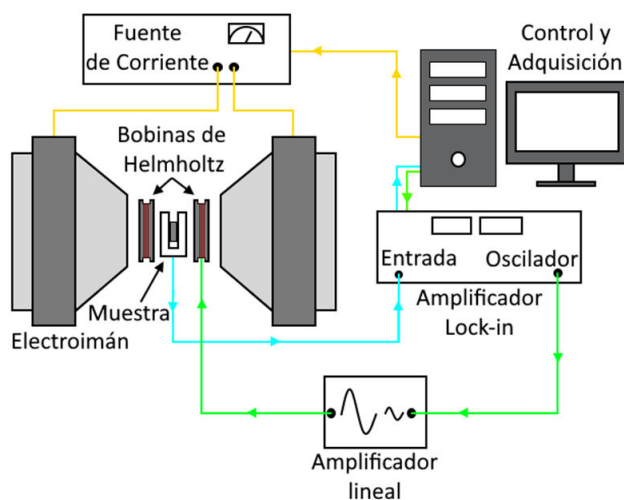 Fuente
de Corriente
Control y
Adquisición
Bobinas de
Helmholtz
Muestra
Electroimán
Entrada
Oscilador
Amplificador
Lock-in
Amplificador
lineal